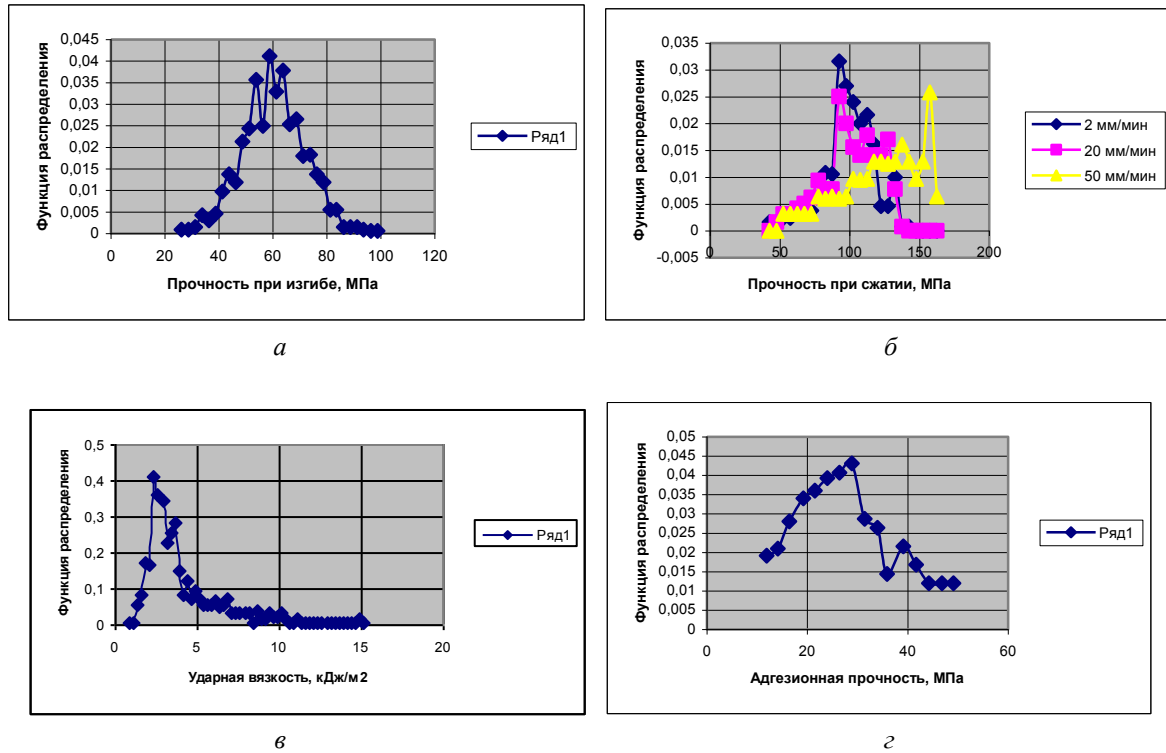 Функция распределения
0,045
0,04
0,035
0,03
0,025
0,02
0,015
0,01
0,005
0
0 20 40 60 80 100 120
Прочность при изгибе, МПа
Ряд1
а
Функция распределения
0,035
0,03
0,025
0,02
0,015
0,01
0,005
0
-0,005
0 50 100 150 200
Прочность при сжатии, МПа
2 мм/мин
20 мм/мин
50 мм/мин
б
Функция распределения
0,5
0,4
0,3
0,2
0,1
0
0 5 10 15 20
Ударная вязкость, кДж/м2
Ряд1
в
Функция распределения
0,05
0,045
0,04
0,035
0,03
0,025
0,02
0,015
0,01
0,005
0
0 20 40 60
Адгезионная прочность, МПа
Ряд1
г